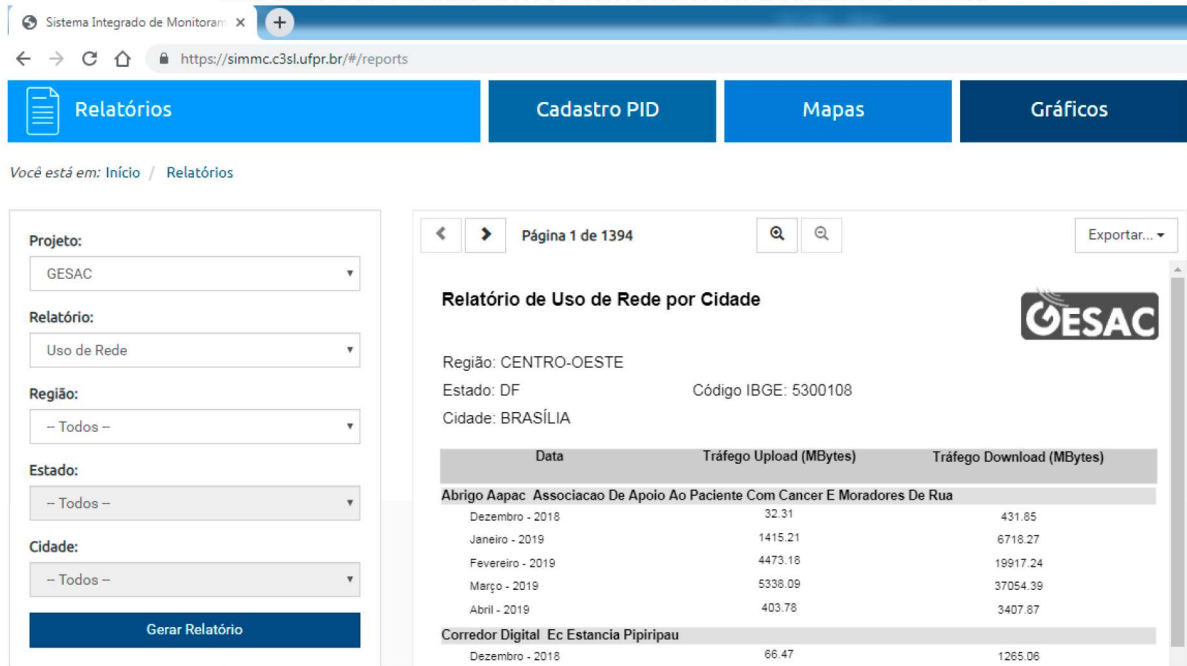 Sistema Integrado de Monitoram
https://simmc.c3sl.ufpr.br/#/reports
Relatórios
Cadastro PID
Mapas
Gráficos
Você está em: Início / Relatórios
Projeto:
GESAC
Relatório:
Uso de Rede
Região:
-- Todos --
Estado:
-- Todos --
Cidade:
-- Todos --
Gerar Relatório
Página 1 de 1394
Exportar...
Relatório de Uso de Rede por Cidade
GESAC
Região: CENTRO-OESTE
Estado: DF Código IBGE: 5300108
Cidade: BRASÍLIA
Data Tráfego Upload (MBytes) Tráfego Download (MBytes)
Abrigo Aapac Associacao De Apoio Ao Paciente Com Cancer E Moradores De Rua
Dezembro - 2018 32.31 431.85
Janeiro - 2019 1415.21 6718.27
Fevereiro - 2019 4473.18 19917.24
Março - 2019 5338.09 37054.39
Abril - 2019 403.78 3407.87
Corredor Digital Ec Estancia Pipiripau
Dezembro - 2018 66.47 1265.06